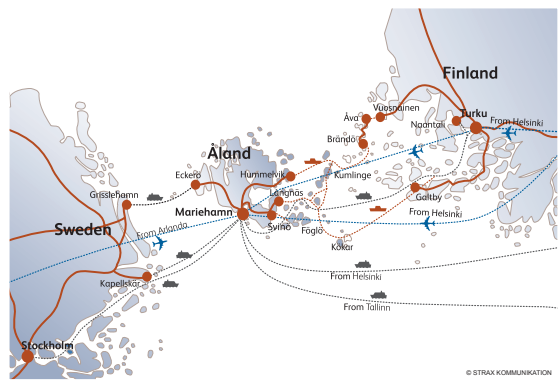 Finland
Vuosnainen
Åva
Turku
From Helsinki
Naantali
Brändö
Åland
Hummelvik
Kumlinge
Eckerö
Långnäs
Galtby
Grisslehamn
Mariehamn
From Helsinki
Svinö
Föglö
Sweden
From Arlanda
Kökar
Kapellskär
From Helsinki
From Tallinn
Stockholm
© STRAX KOMMUNIKATION